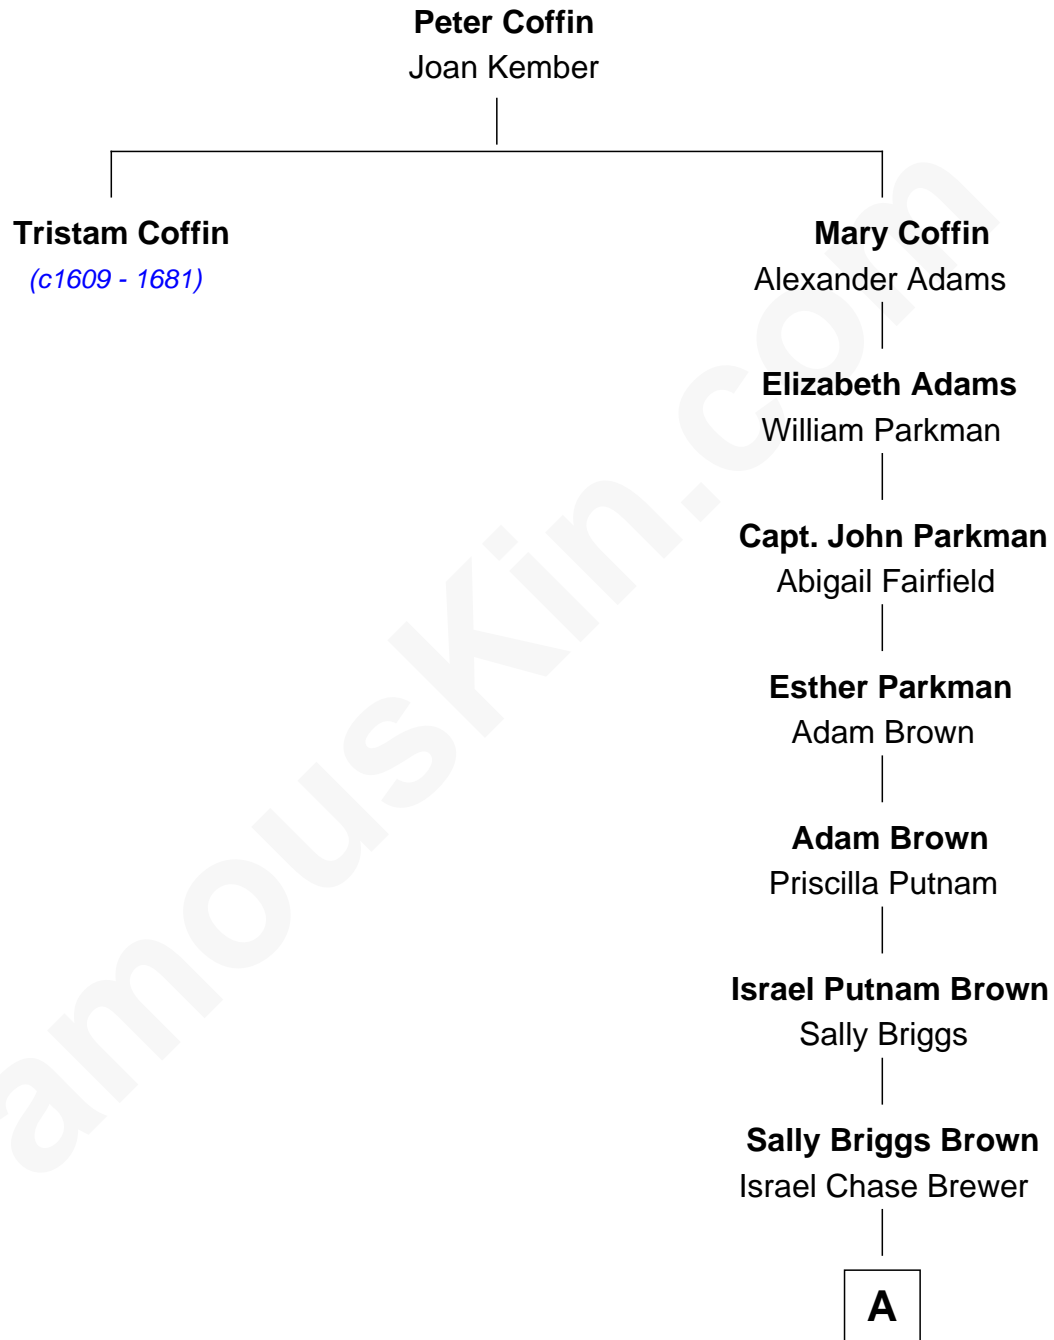 Peter Coffin
Joan Kember
Tristam Coffin
(c1609 - 1681)
Mary Coffin
Alexander Adams
Elizabeth Adams
William Parkman
Capt. John Parkman
Abigail Fairfield
Esther Parkman
Adam Brown
Adam Brown
Priscilla Putnam
Israel Putnam Brown
Sally Briggs
Sally Briggs Brown
Israel Chase Brewer
A
amousKin.com